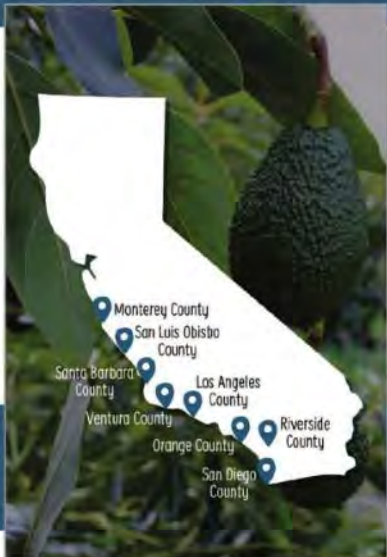 Monterey County
San Luis Obisbo
County
Santa Barbara
County
Los Angeles
County
Ventura County
Riverside
County
Orange County
San Diego
County